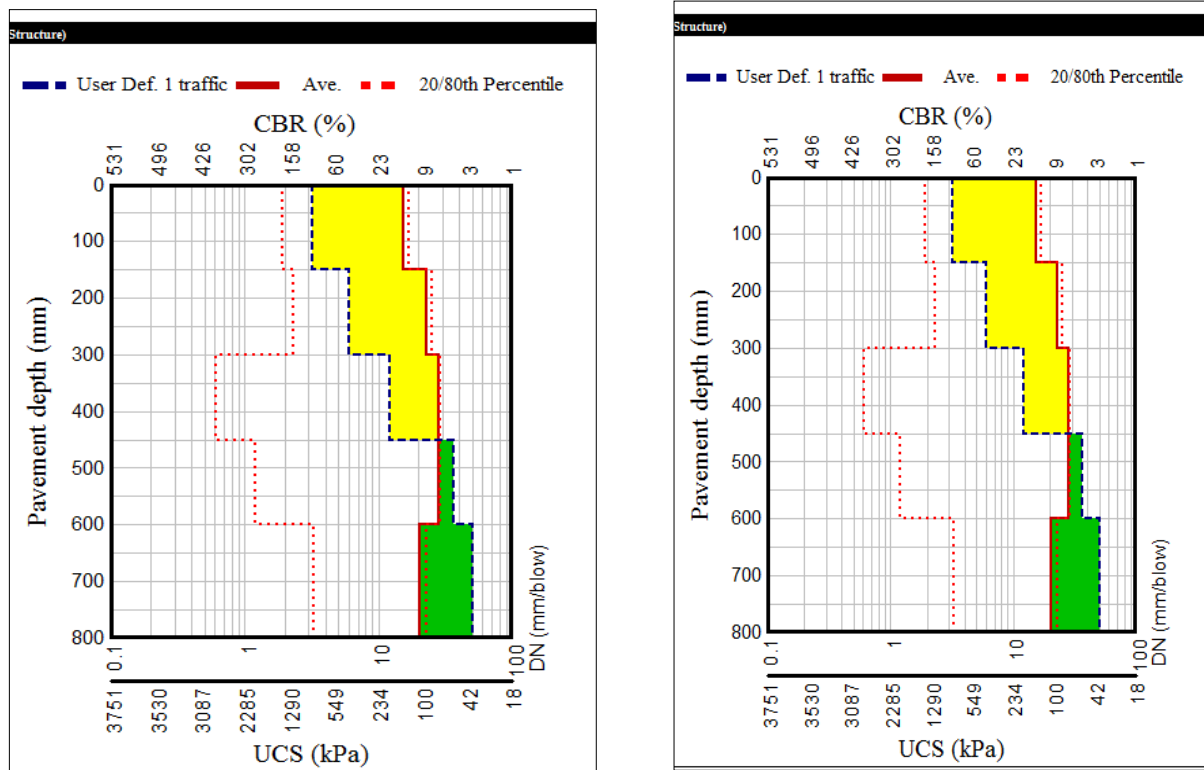 Structure)
User Def. 1 traffic Ave. 20/80th Percentile
CBR (%)
531 496 426 302 158 60 23 9 3 1
0
100
200
300
400
500
600
700
800
Pavement depth (mm)
0.1 1 10 100
DN (mm/blow)
3751 3530 3087 2285 1290 549 234 100 42 18
UCS (kPa)
Structure)
User Def. 1 traffic Ave. 20/80th Percentile
CBR (%)
531 496 426 302 158 60 23 9 3 1
0
100
200
300
400
500
600
700
800
Pavement depth (mm)
0.1 1 10 100
DN (mm/blow)
3751 3530 3087 2285 1290 549 234 100 42 18
UCS (kPa)